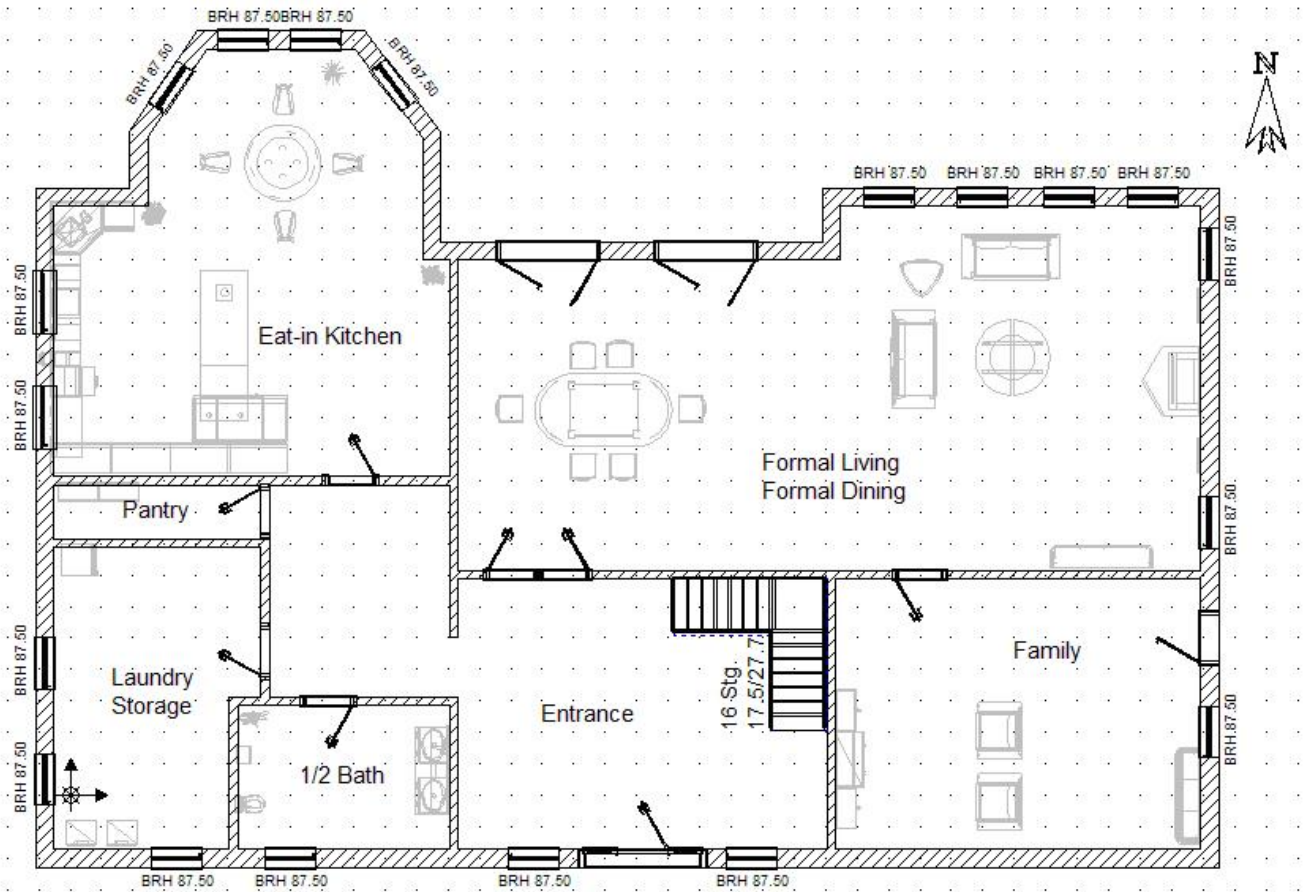 BRH 87.50BRH 87.50
BRH 87.50
BRH 87.50
N
BRH 87.50
BRH 87.50
BRH 87.50
BRH 87.50
BRH 87.50
BRH 87.50
Eat-in Kitchen
BRH 87.50
Formal Living
Formal Dining
Pantry
BRH 87.50
BRH 87.50
Laundry
Storage
16 Stg.
17.5/27.7
Family
Entrance
BRH 87.50
BRH 87.50
1/2 Bath
BRH 87.50
BRH 87.50
BRH 87.50
BRH 87.50